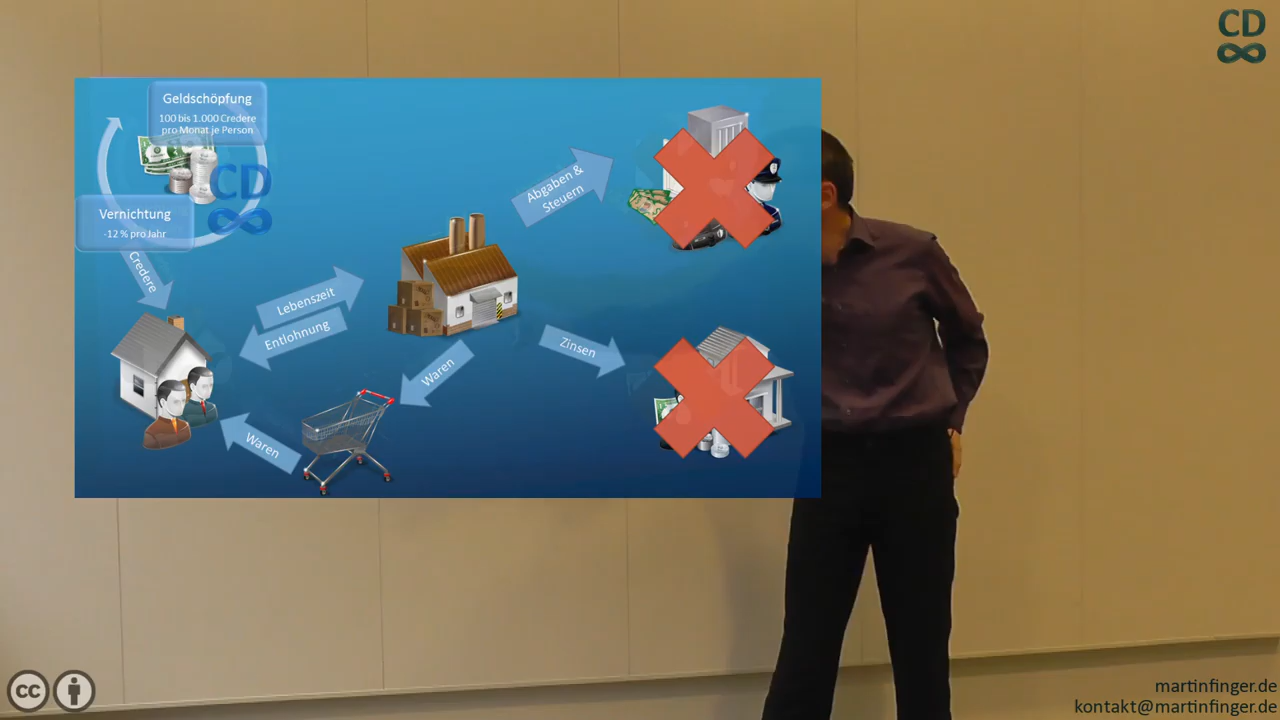 CD
Geldschöpfung
100 bis 1.000 Credere
pro Monat je Person
CD
Vernichtung
-12 % pro Jahr
Credere
Lebenszeit
Entlohnung
Abgaben &
Steuern
Zinsen
Waren
Waren
cc
martinfinger.de
kontakt@martinfinger.de